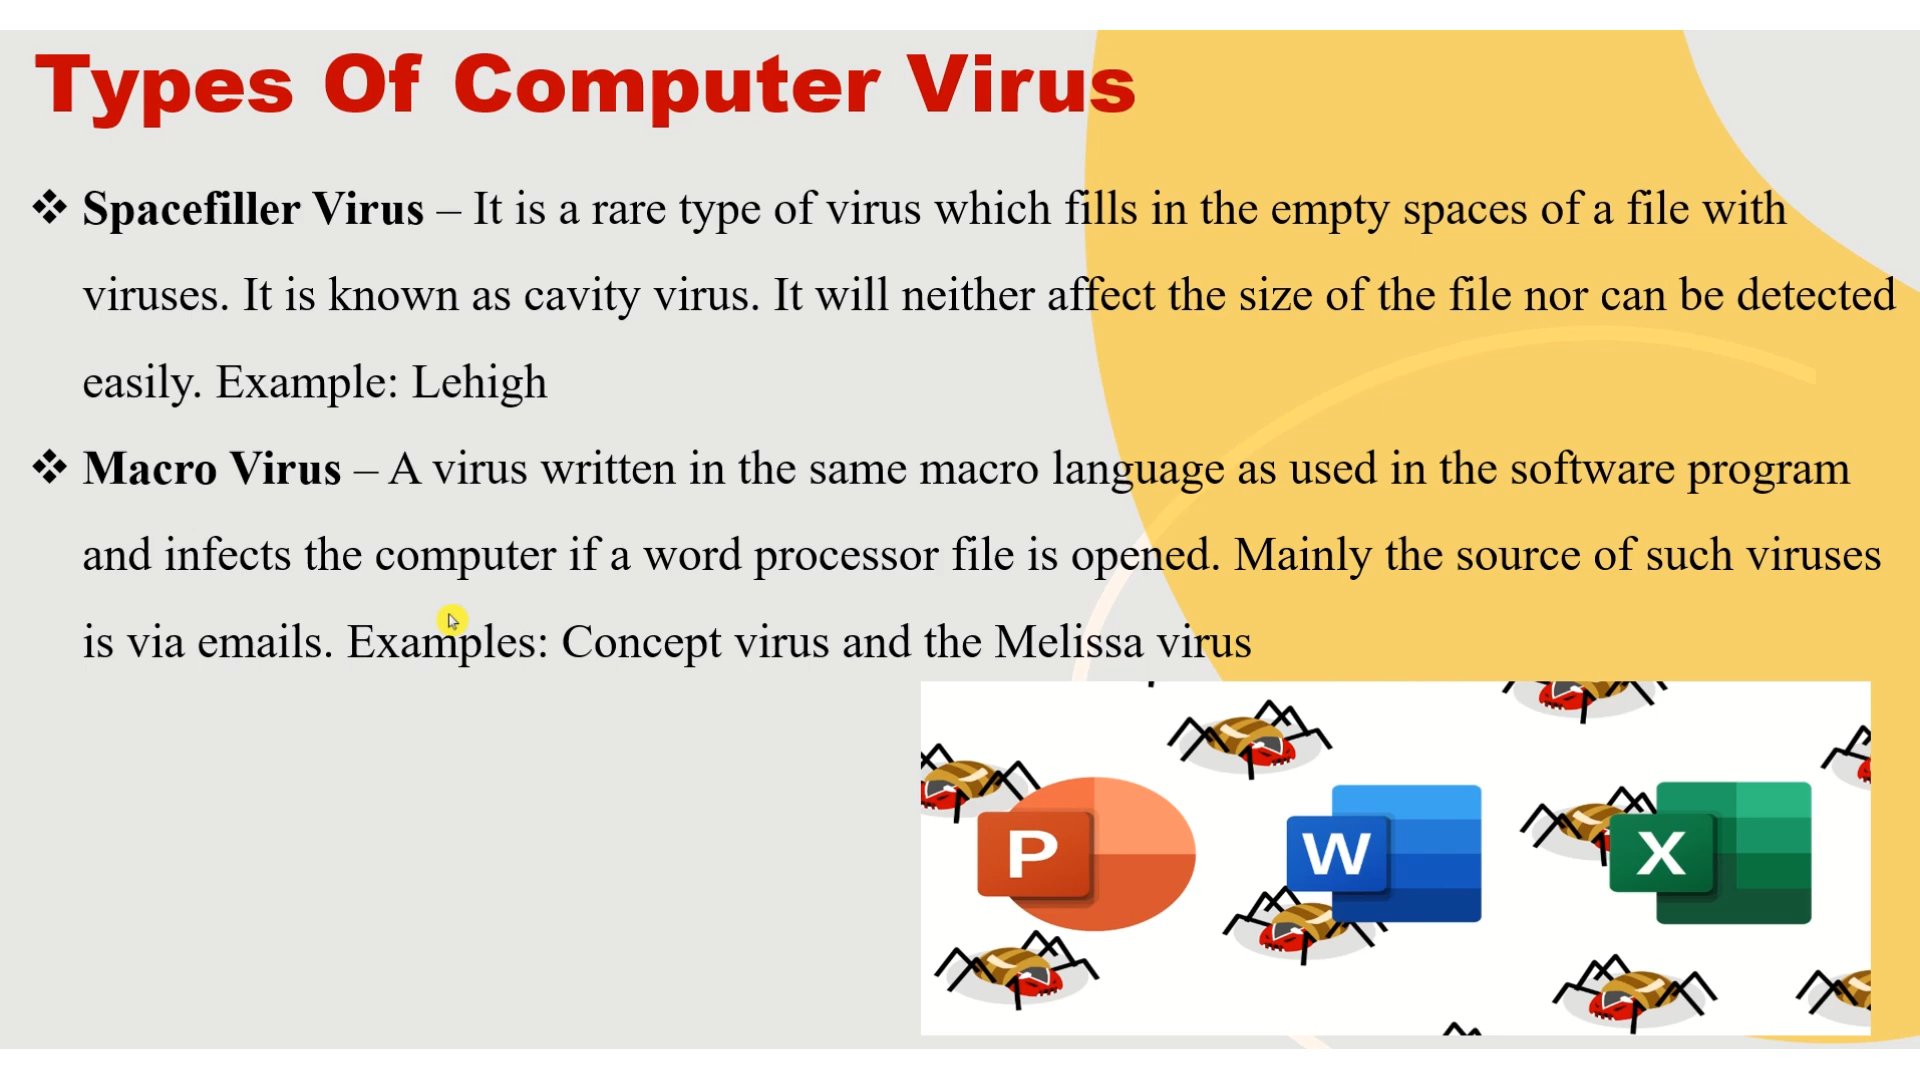 Types Of Computer Virus
❖ Spacefiller Virus – It is a rare type of virus which fills in the empty spaces of a file with
viruses. It is known as cavity virus. It will neither affect the size of the file nor can be detected
easily. Example: Lehigh
❖ Macro Virus – A virus written in the same macro language as used in the software program
and infects the computer if a word processor file is opened. Mainly the source of such viruses
is via emails. Examples: Concept virus and the Melissa virus
P W X